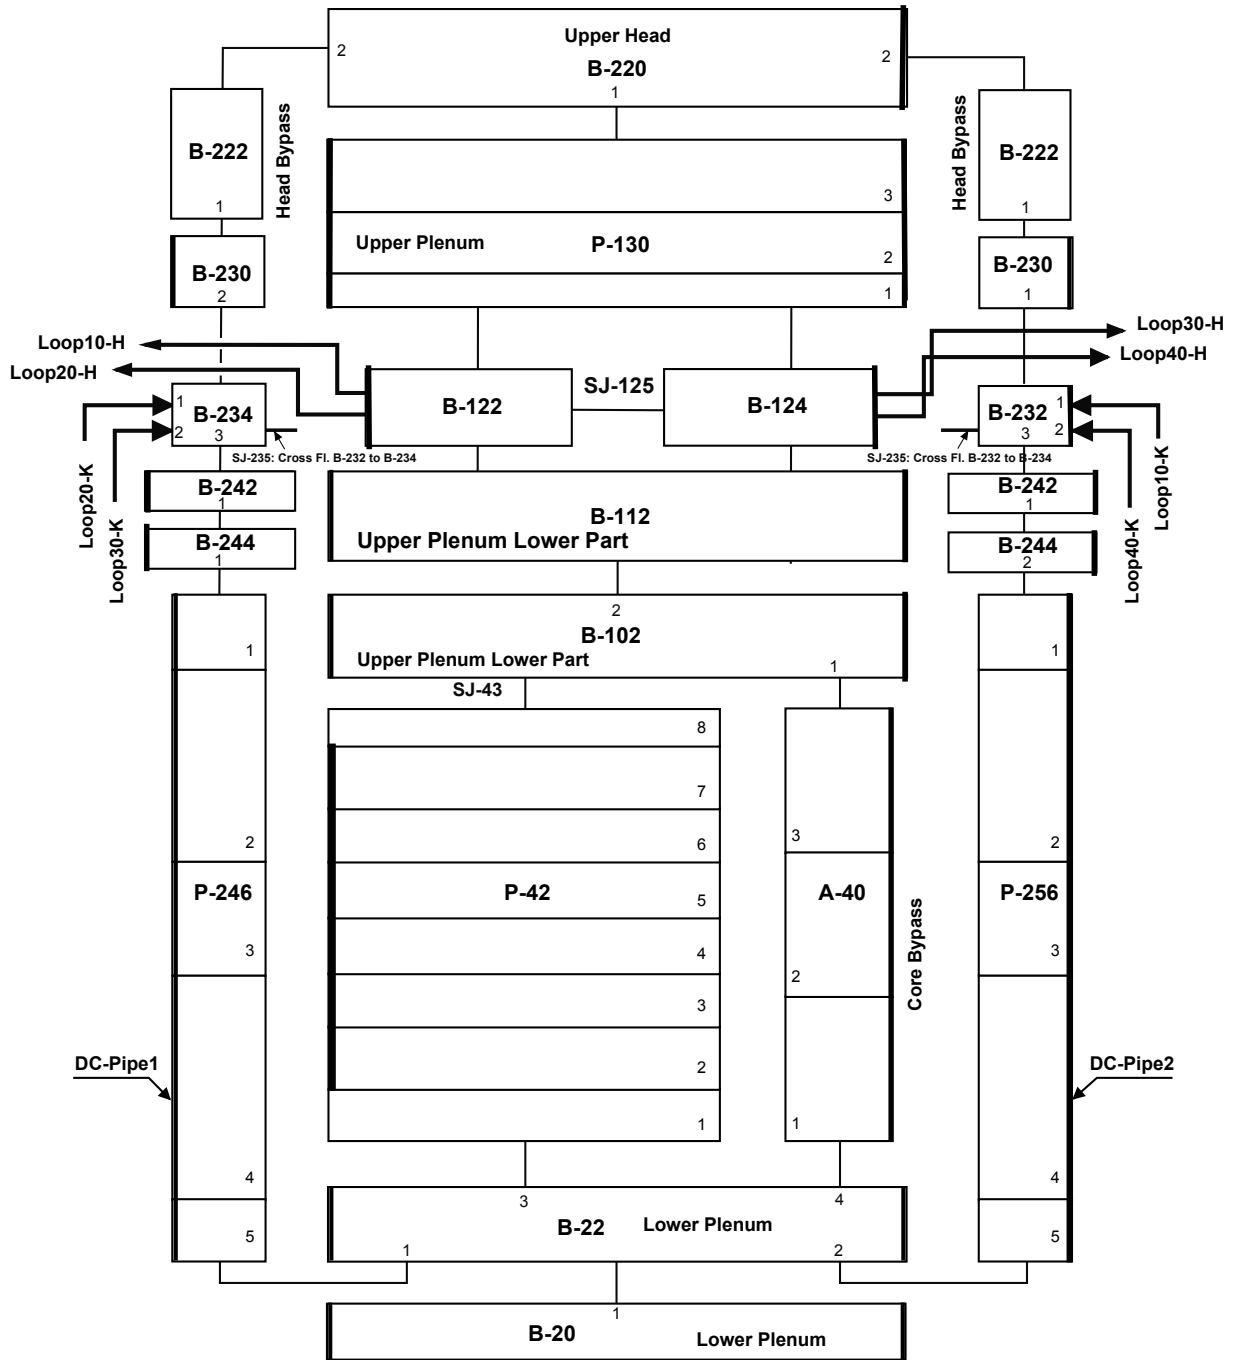 Upper Head
2
B-220
2
1
B-222
Head Bypass
Head Bypass
B-222
1
1
3
Upper Plenum
P-130
2
1
B-230
2
B-230
1
Loop10-H
Loop20-H
Loop30-H
Loop40-H
SJ-125
B-122
B-124
1
B-234
2
3
B-232
1
3
2
SJ-235: Cross Fl. B-232 to B-234
SJ-235: Cross Fl. B-232 to B-234
Loop20-K
Loop30-K
Loop10-K
Loop40-K
B-242
1
B-242
1
B-244
1
B-244
2
B-112
Upper Plenum Lower Part
2
B-102
Upper Plenum Lower Part
1
SJ-43
1
2
P-246
3
4
5
8
7
6
P-42
5
4
3
2
1
3
A-40
2
1
Core Bypass
1
2
P-256
3
4
5
DC-Pipe1
DC-Pipe2
3
4
B-22
Lower Plenum
1
2
1
B-20
Lower Plenum